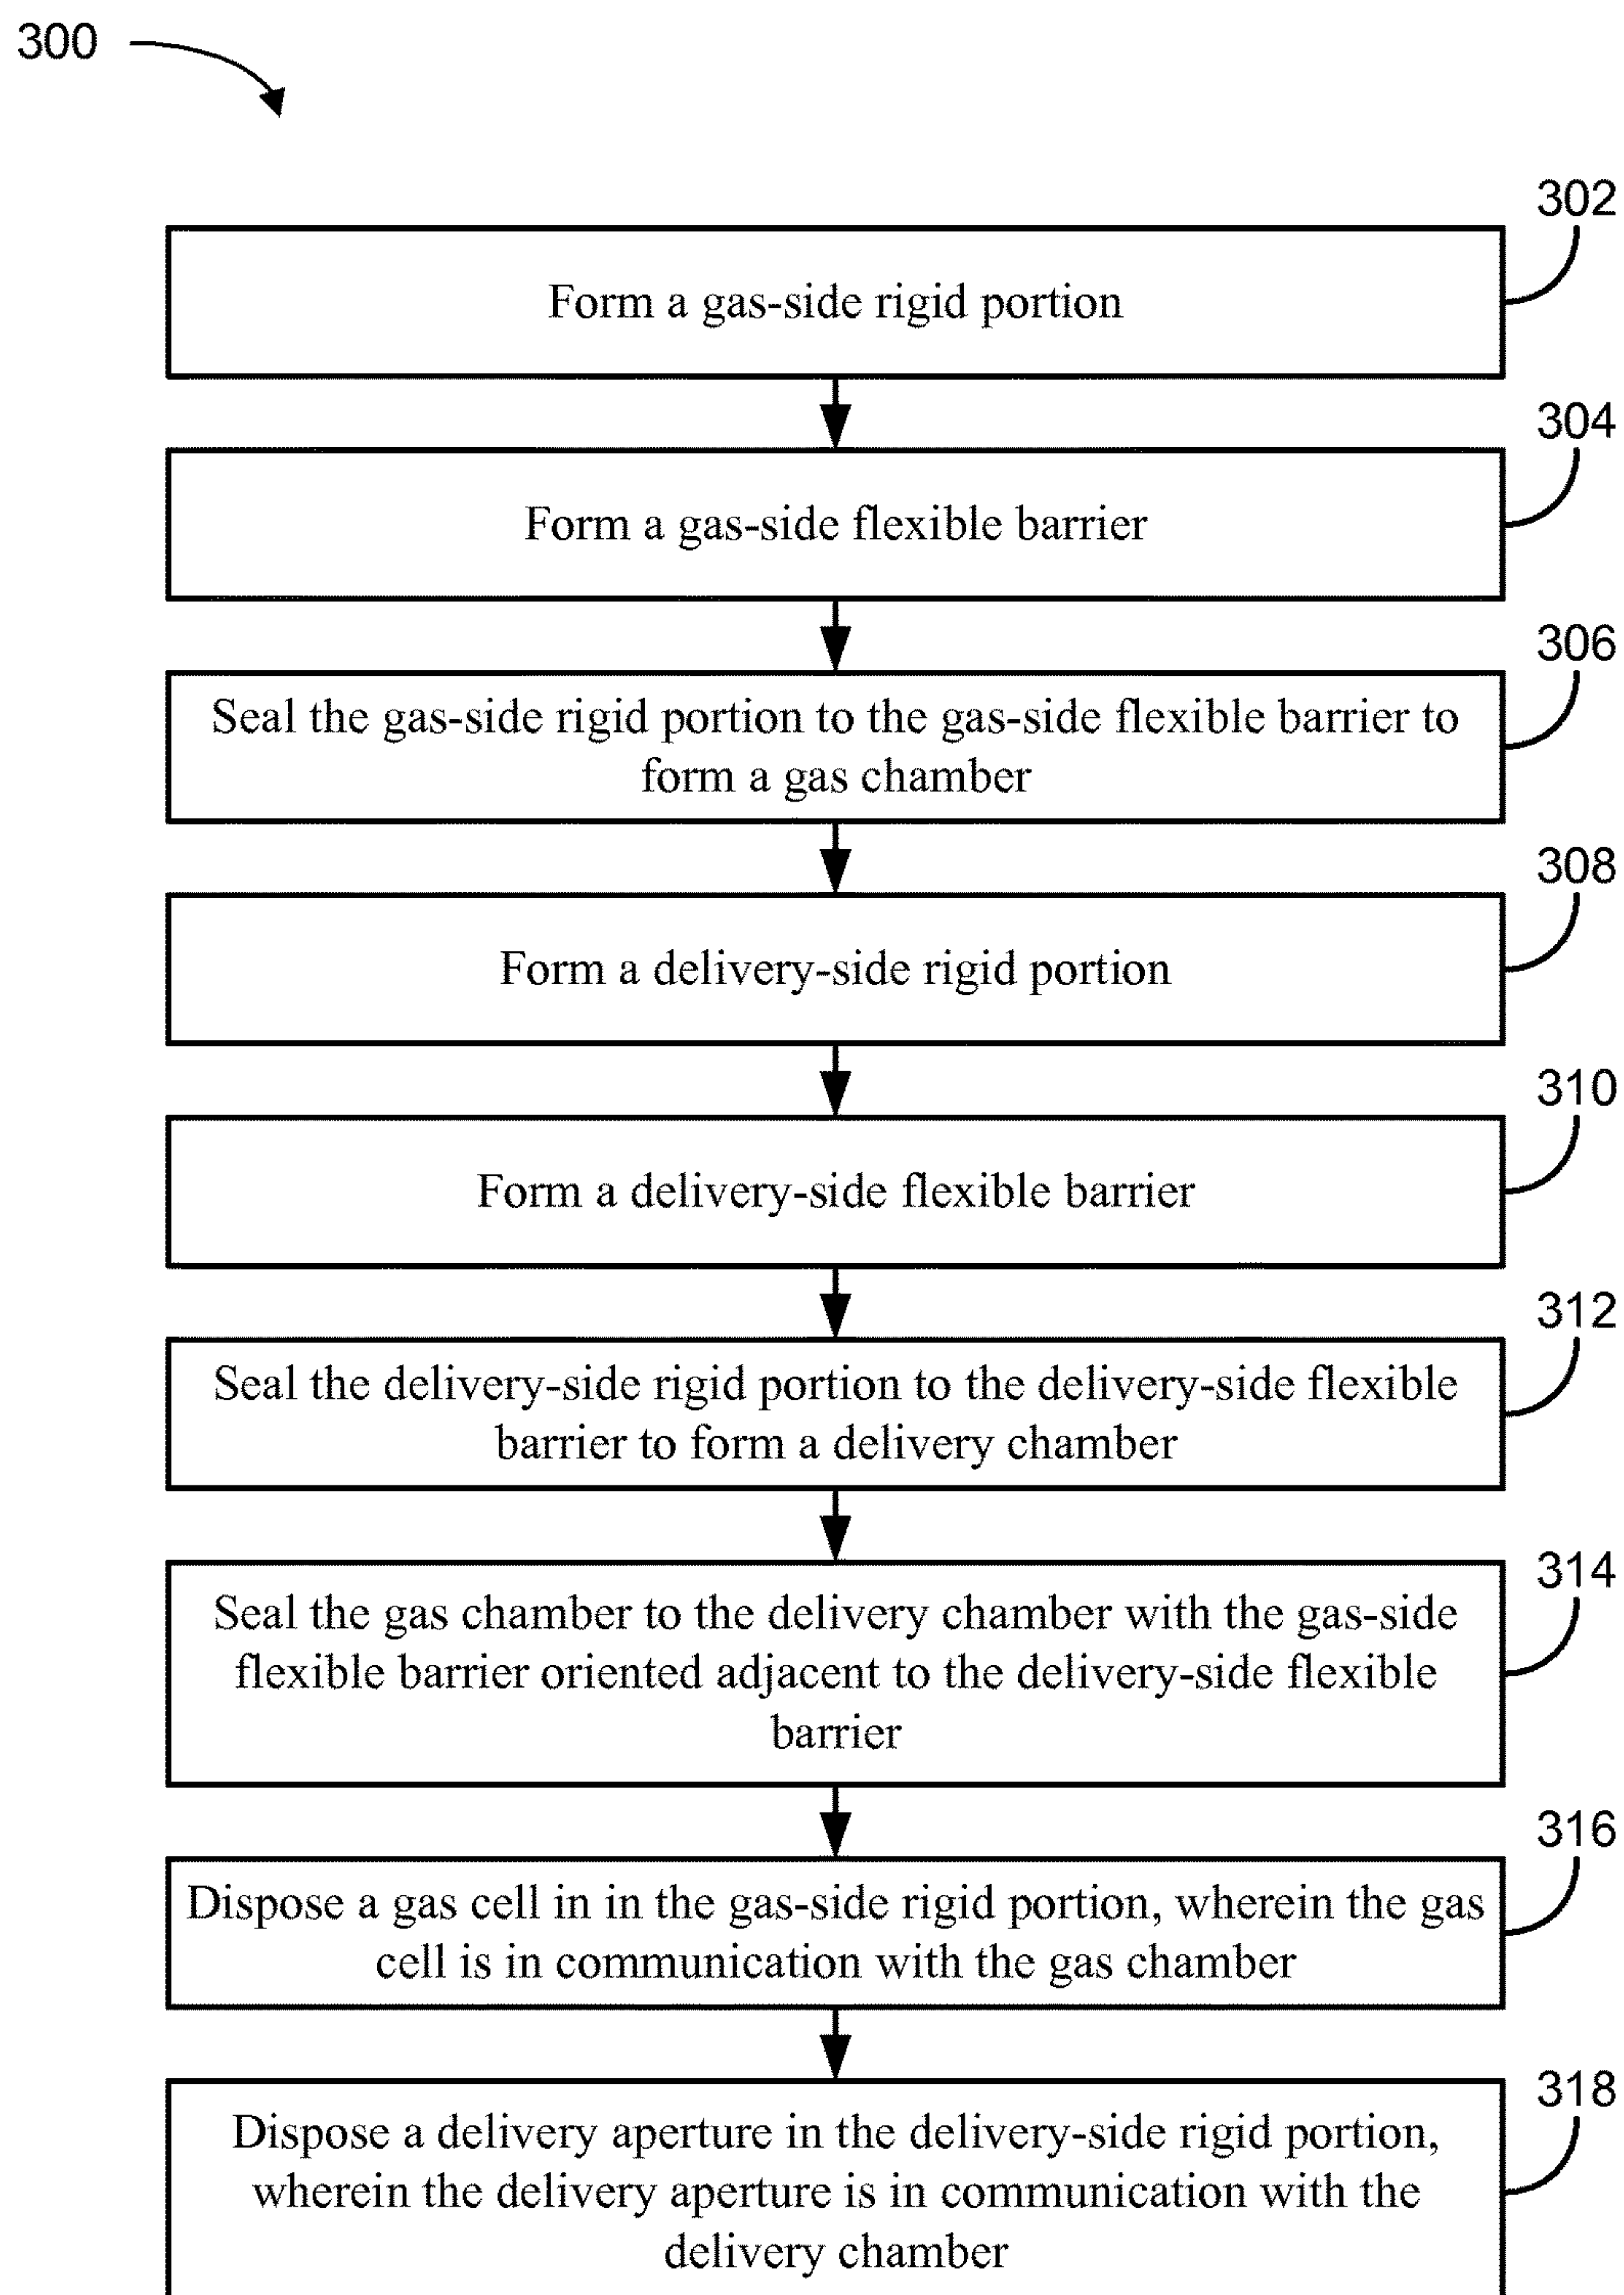 300
302
Form a gas-side rigid portion
304
Form a gas-side flexible barrier
306
Seal the gas-side rigid portion to the gas-side flexible barrier to
form a gas chamber
308
Form a delivery-side rigid portion
310
Form a delivery-side flexible barrier
312
Seal the delivery-side rigid portion to the delivery-side flexible
barrier to form a delivery chamber
314
Seal the gas chamber to the delivery chamber with the gas-side
flexible barrier oriented adjacent to the delivery-side flexible
barrier
316
Dispose a gas cell in in the gas-side rigid portion, wherein the gas
cell is in communication with the gas chamber
318
Dispose a delivery aperture in the delivery-side rigid portion,
wherein the delivery aperture is in communication with the
delivery chamber